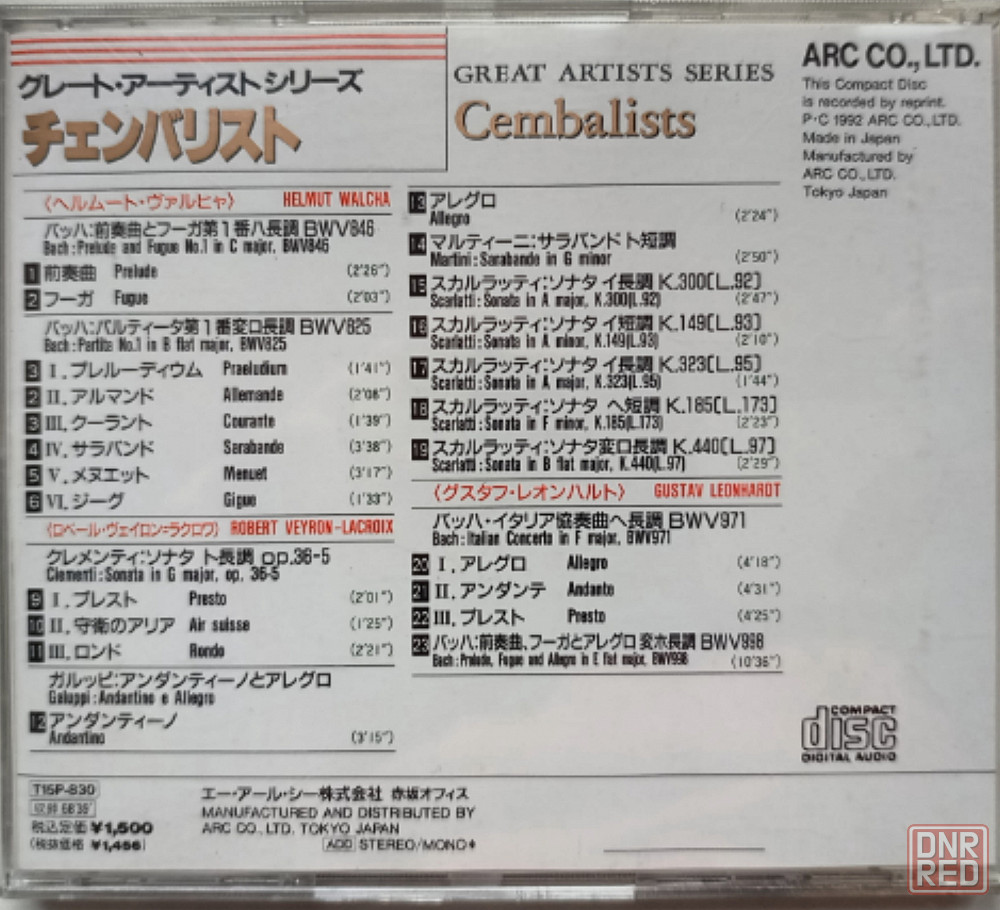 グレート・アーティストシリーズ
チェンバリスト
GREAT ARTISTS SERIES
Cembalists
ARC CO., LTD.
This Compact Disc
is recorded by reprint.
P·C 1992 ARC CO., LTD.
Made in Japan
Manufactured by
ARC CO., LTD.
Tokyo Japan
〈ヘルムート・ヴァルヒャ〉 HELMUT WALCHA
バッハ:前奏曲とフーガ第1番ハ長調 BWV846
Bach : Prelude and Fugue No.1 in C major, BWV846
1 前奏曲 Prelude (2'26")
2 フーガ Fugue (2'03")
バッハ:パルティータ第1番変ロ長調 BWV825
Bach : Partita No.1 in B flat major, BWV825
3 I. プレルーディウム Praeludium (1'41")
2 II. アルマンド Allemande (2'08")
3 III. クーラント Courante (1'39")
4 IV. サラバンド Sarabande (3'38")
5 V. メヌエット Menuet (3'17")
6 VI. ジーグ Gigue (1'33")
〈ロベール・ヴェイロン=ラクロワ〉 ROBERT VEYRON-LACROIX
クレメンティ:ソナタ ト長調 op.36-5
Clementi : Sonata in G major, op. 36-5
9 I. プレスト Presto (2'01")
10 II. 守衛のアリア Air suisse (1'25")
11 III. ロンド Rondo (2'21")
ガルッピ:アンダンティーノとアレグロ
Galuppi : Andantino e Allegro
12 アンダンティーノ
Andantino (3'15")
13 アレグロ
Allegro (2'24")
14 マルティーニ:サラバンド ト短調
Martini : Sarabande in G minor (2'50")
15 スカルラッティ:ソナタ イ長調 K.300[L.92]
Scarlatti : Sonata in A major, K.300(L.92) (2'47")
16 スカルラッティ:ソナタ イ短調 K.149[L.93]
Scarlatti : Sonata in A minor, K.149(L.93) (2'10")
17 スカルラッティ:ソナタ イ長調 K.323[L.95]
Scarlatti : Sonata in A major, K.323(L.95) (1'44")
18 スカルラッティ:ソナタ ヘ短調 K.185[L.173]
Scarlatti : Sonata in F minor, K.185(L.173) (2'23")
19 スカルラッティ:ソナタ変ロ長調 K.440[L.97]
Scarlatti : Sonata in B flat major, K.440(L.97) (2'29")
〈グスタフ・レオンハルト〉 GUSTAV LEONHARDT
バッハ・イタリア協奏曲ヘ長調 BWV971
Bach : Italian Concerto in F major, BWV971
20 I. アレグロ Allegro (4'18")
21 II. アンダンテ Andante (4'31")
22 III. プレスト Presto (4'25")
23 バッハ:前奏曲、フーガとアレグロ 変ホ長調 BWV998
Bach : Prelude, Fugue and Allegro in E flat major, BWV998 (10'36")
COMPACT
disc
DIGITAL AUDIO
T15P-830
収録 68'39"
税込定価 ¥1,500
(税抜価格 ¥1,456)
エー・アール・シー株式会社 赤坂オフィス
MANUFACTURED AND DISTRIBUTED BY
ARC CO., LTD. TOKYO JAPAN
ADD STEREO/MONO*
DNR
RED